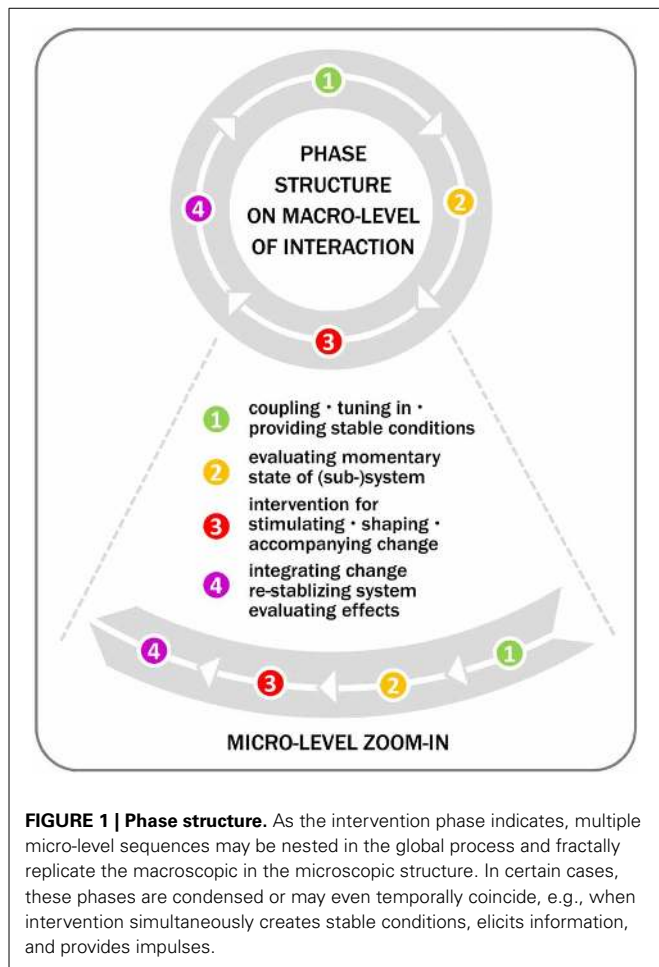 1
PHASE
STRUCTURE
ON MACRO-LEVEL
OF INTERACTION
4
2
3
1 coupling · tuning in ·
providing stable conditions
2 evaluating momentary
state of (sub-)system
3 intervention for
stimulating · shaping ·
accompanying change
4 integrating change
re-stablizing system
evaluating effects
4 3 2 1
MICRO-LEVEL ZOOM-IN
FIGURE 1 | Phase structure. As the intervention phase indicates, multiple
micro-level sequences may be nested in the global process and fractally
replicate the macroscopic in the microscopic structure. In certain cases,
these phases are condensed or may even temporally coincide, e.g., when
intervention simultaneously creates stable conditions, elicits information,
and provides impulses.